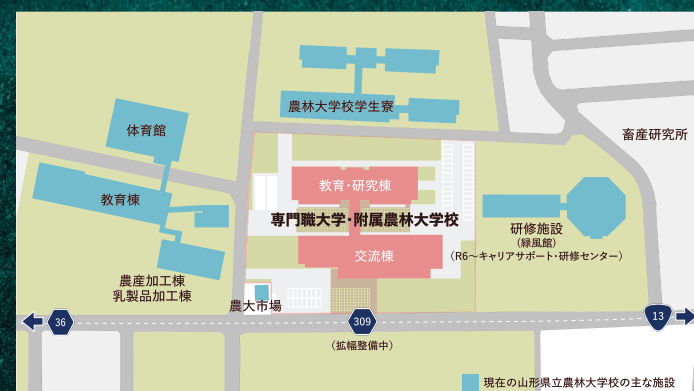 農林大学校学生寮
体育館
畜産研究所
教育・研究棟
教育棟
専門職大学・附属農林大学校
研修施設
(緑風館)
(R6～キャリアサポート・研修センター)
交流棟
農産加工棟
乳製品加工棟
農大市場
36
309
13
(拡幅整備中)
現在の山形県立農林大学校の主な施設